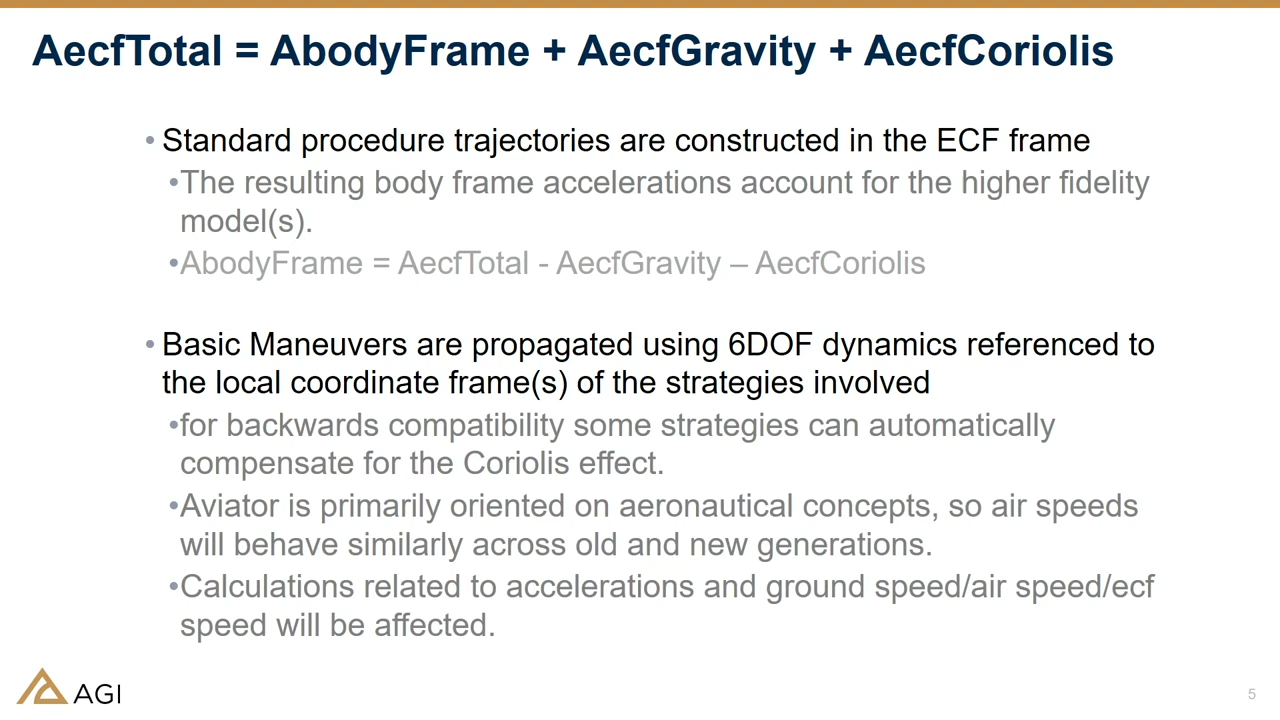 AecfTotal = AbodyFrame + AecfGravity + AecfCoriolis
• Standard procedure trajectories are constructed in the ECF frame
•The resulting body frame accelerations account for the higher fidelity
model(s).
•AbodyFrame = AecfTotal - AecfGravity – AecfCoriolis
• Basic Maneuvers are propagated using 6DOF dynamics referenced to
the local coordinate frame(s) of the strategies involved
•for backwards compatibility some strategies can automatically
compensate for the Coriolis effect.
•Aviator is primarily oriented on aeronautical concepts, so air speeds
will behave similarly across old and new generations.
•Calculations related to accelerations and ground speed/air speed/ecf
speed will be affected.
AGI
5